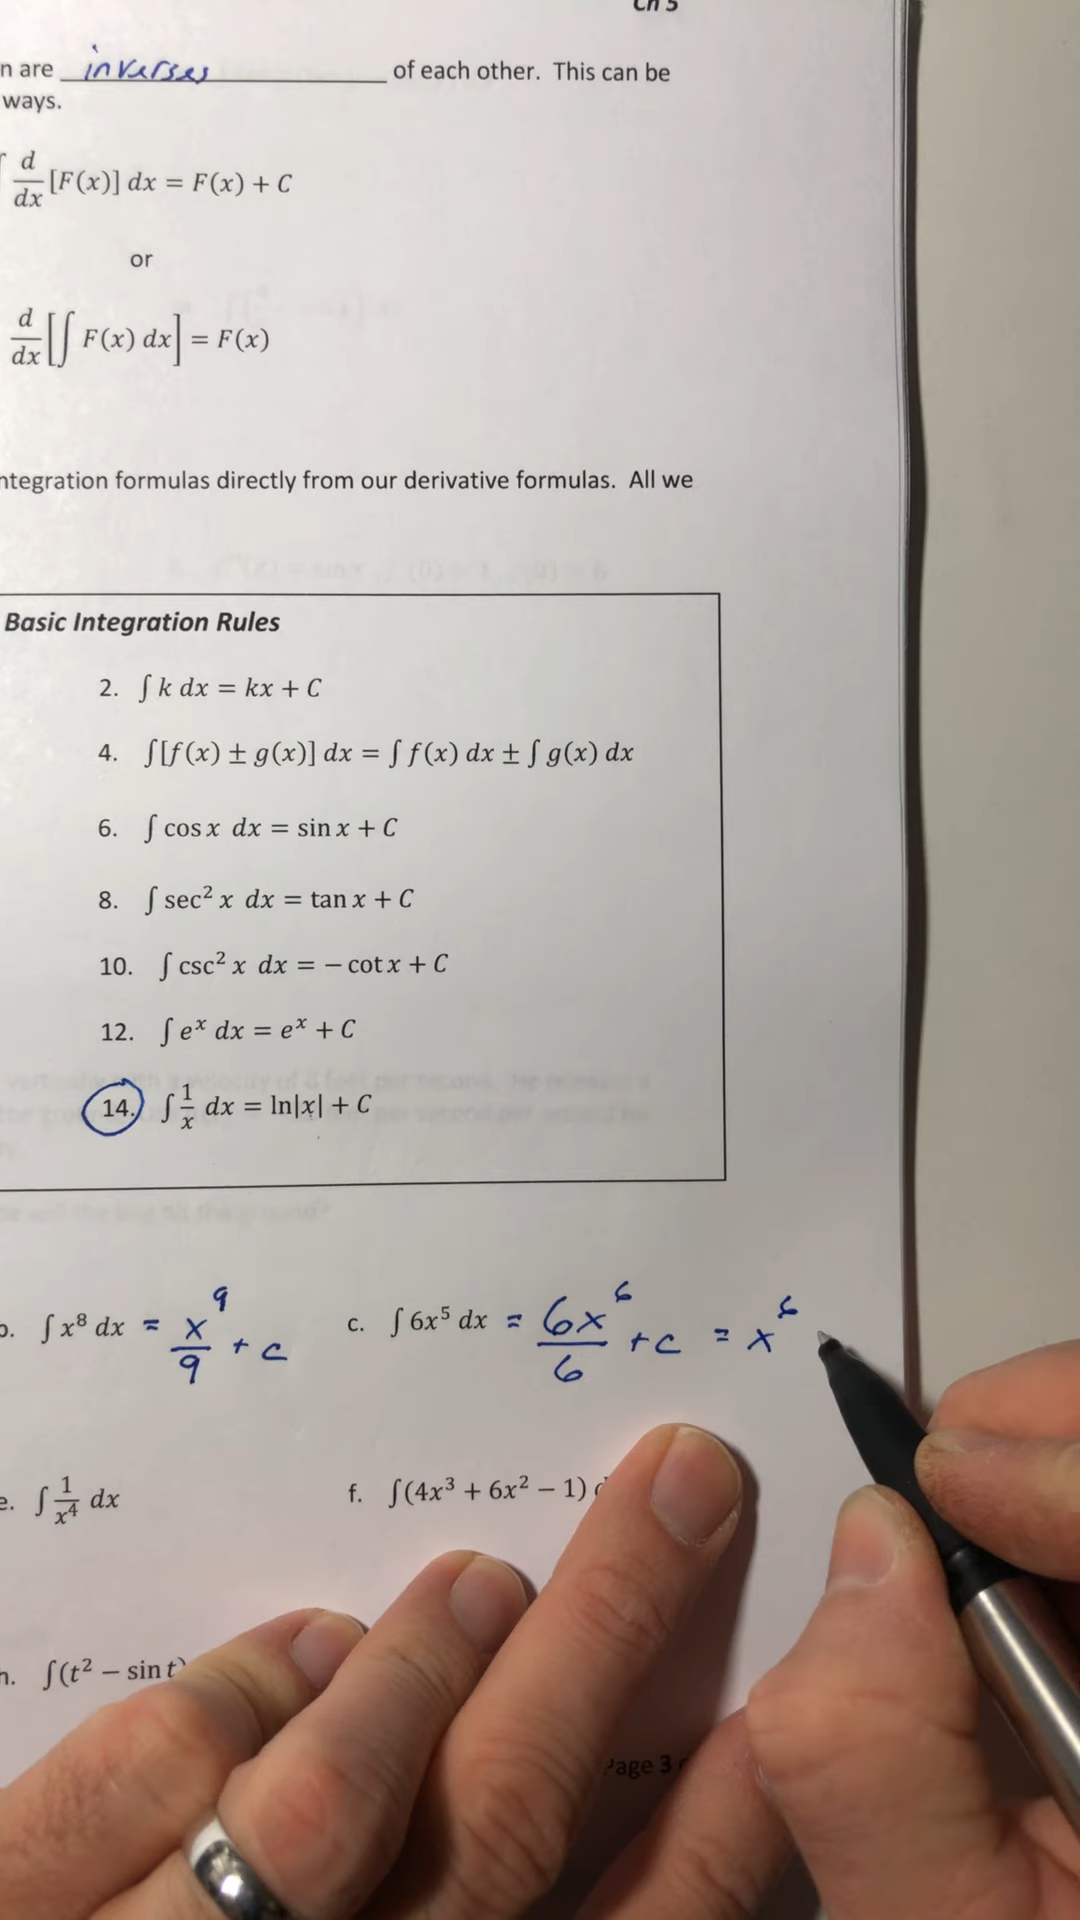 Ch 5
n are inverses of each other. This can be
ways.
∫ d/dx [F(x)] dx = F(x) + C
or
d/dx [∫ F(x) dx] = F(x)
ntegration formulas directly from our derivative formulas. All we
Basic Integration Rules
2. ∫ k dx = kx + C
4. ∫[f(x) ± g(x)] dx = ∫ f(x) dx ± ∫ g(x) dx
6. ∫ cos x dx = sin x + C
8. ∫ sec² x dx = tan x + C
10. ∫ csc² x dx = − cot x + C
12. ∫ eˣ dx = eˣ + C
14. ∫ 1/x dx = ln|x| + C
b. ∫ x⁸ dx = x⁹/9 + C c. ∫ 6x⁵ dx = 6x⁶/6 + C = x⁶
e. ∫ 1/x⁴ dx f. ∫(4x³ + 6x² − 1)
h. ∫(t² − sin t)
Page 3